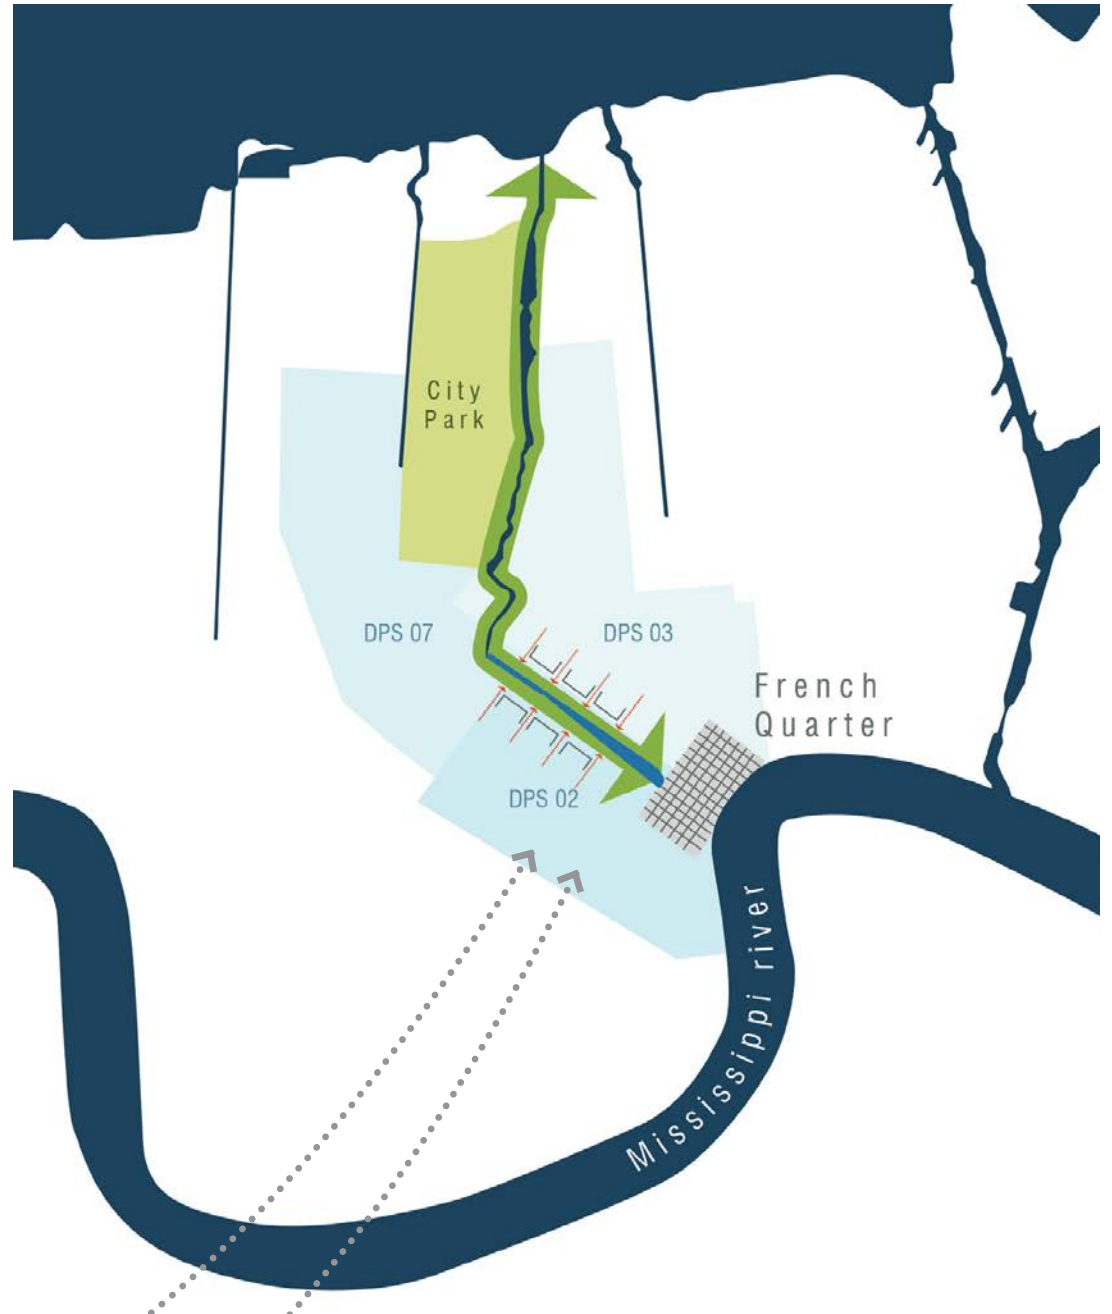 City
Park
DPS 07
DPS 03
French
Quarter
DPS 02
Mississippi river